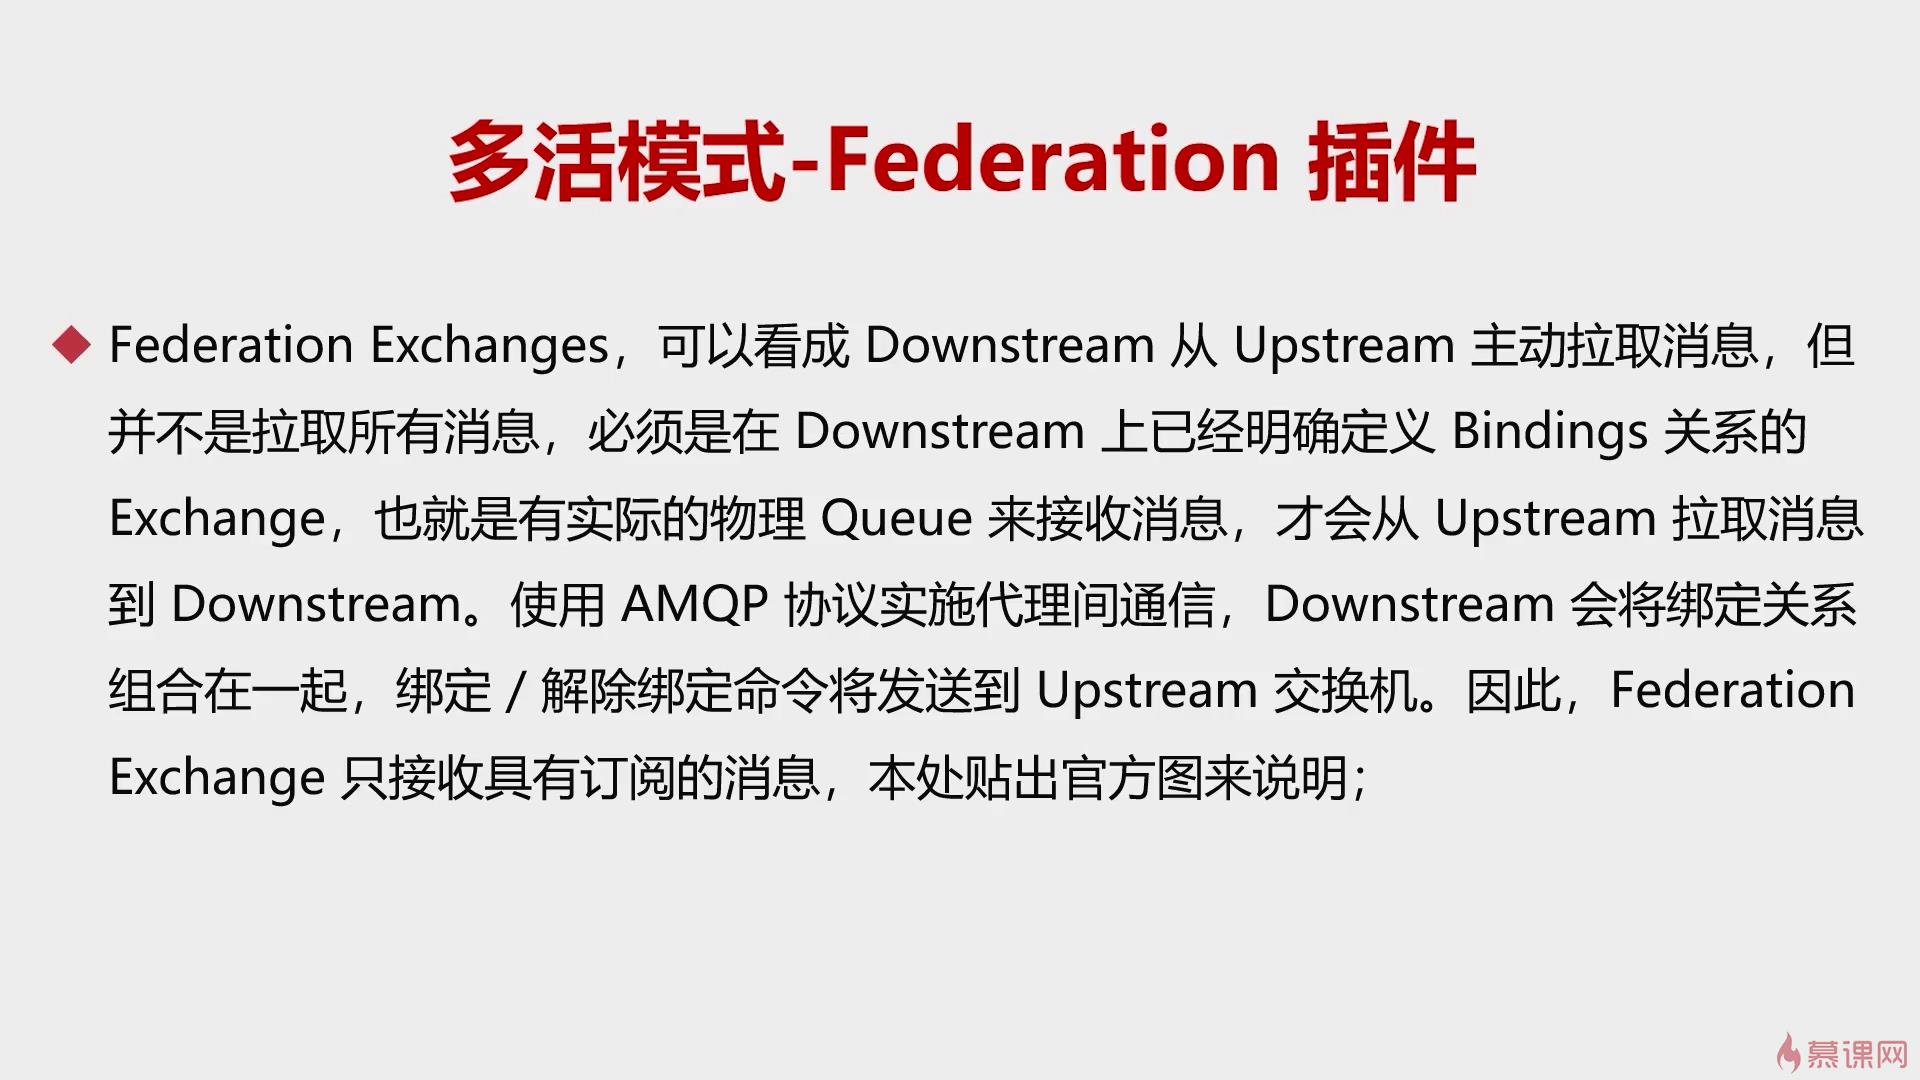 多活模式-Federation 插件
Federation Exchanges，可以看成 Downstream 从 Upstream 主动拉取消息，但
并不是拉取所有消息，必须是在 Downstream 上已经明确定义 Bindings 关系的
Exchange，也就是有实际的物理 Queue 来接收消息，才会从 Upstream 拉取消息
到 Downstream。使用 AMQP 协议实施代理间通信，Downstream 会将绑定关系
组合在一起，绑定 / 解除绑定命令将发送到 Upstream 交换机。因此，Federation
Exchange 只接收具有订阅的消息，本处贴出官方图来说明；
慕课网